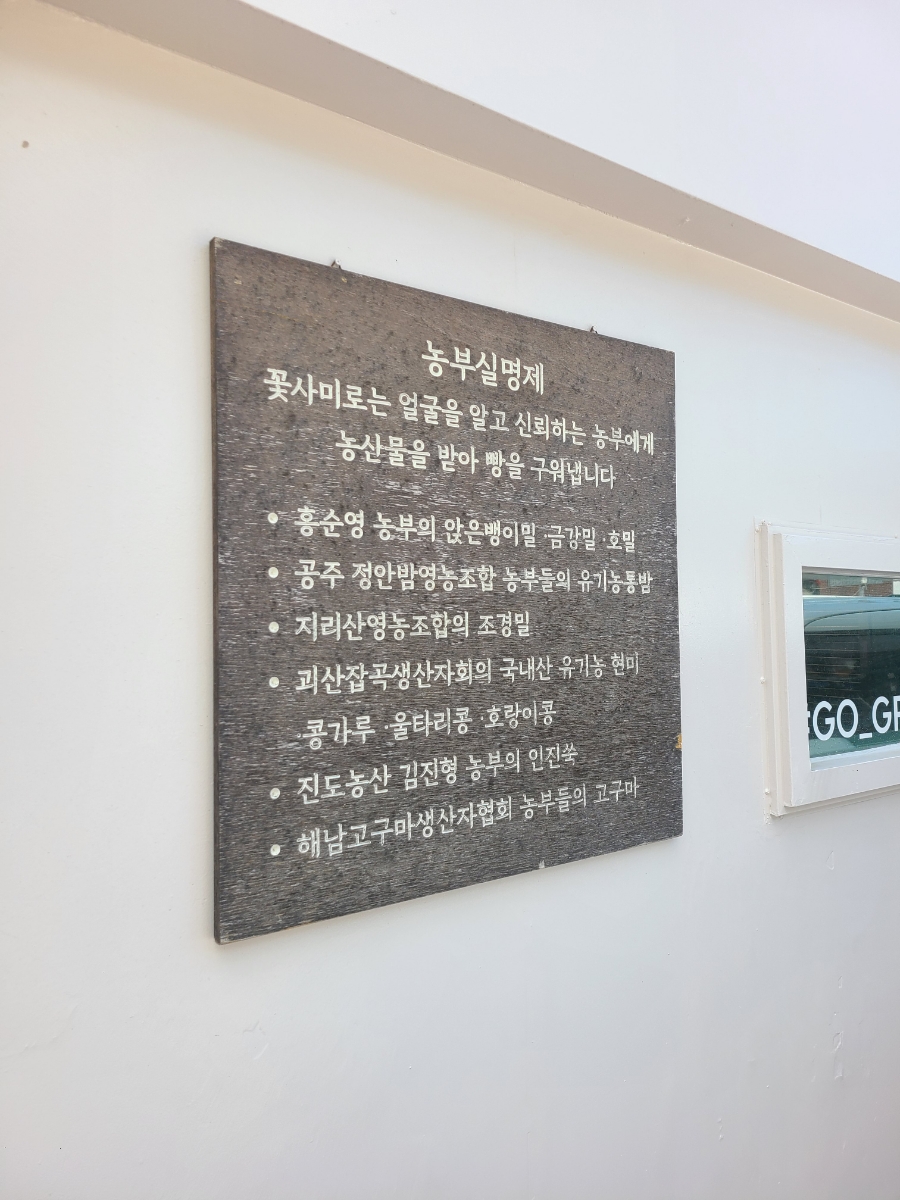 농부실명제
꽃사미로는 얼굴을 알고 신뢰하는 농부에게
농산물을 받아 빵을 구워냅니다
• 홍순영 농부의 앉은뱅이밀 ·금강밀 ·호밀
• 공주 정안밤영농조합 농부들의 유기농통밤
• 지리산영농조합의 조경밀
• 괴산잡곡생산자회의 국내산 유기농 현미
·콩가루 ·울타리콩 ·호랑이콩
• 진도농산 김진형 농부의 인진쑥
• 해남고구마생산자협회 농부들의 고구마
#GO_GR